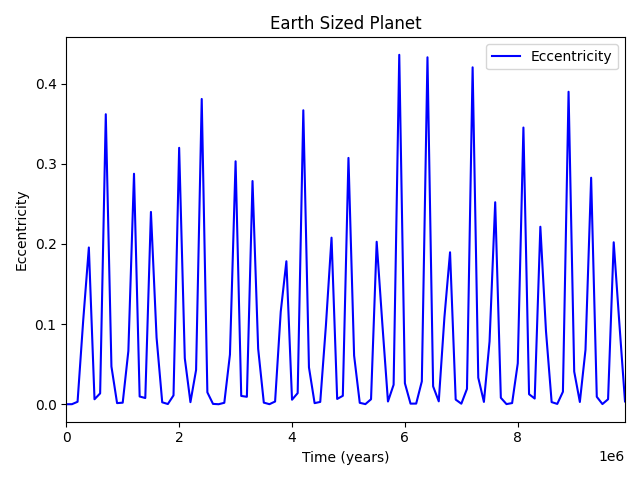 Earth Sized Planet
Eccentricity
Eccentricity
0.4
0.3
0.2
0.1
0.0
0 2 4 6 8
Time (years) 1e6